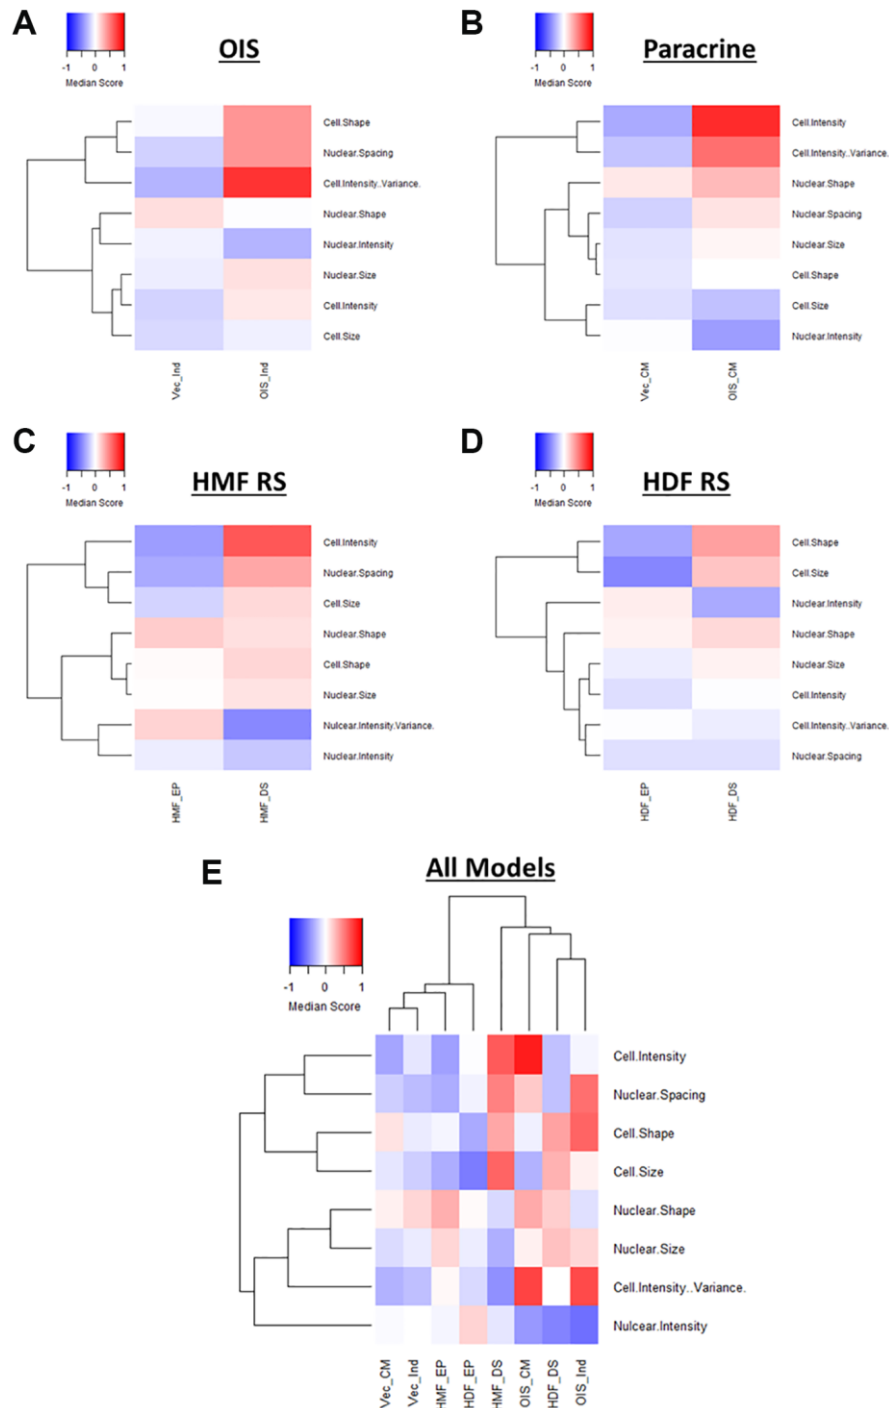 A
-1 0 1
Median Score
OIS
Cell.Shape
Nuclear.Spacing
Cell.Intensity..Variance.
Nuclear.Shape
Nuclear.Intensity
Nuclear.Size
Cell.Intensity
Cell.Size
Vec_Ind
OIS_Ind
B
-1 0 1
Median Score
Paracrine
Cell.Intensity
Cell.Intensity..Variance.
Nuclear.Shape
Nuclear.Spacing
Nuclear.Size
Cell.Shape
Cell.Size
Nuclear.Intensity
Vec_CM
OIS_CM
C
-1 0 1
Median Score
HMF RS
Cell.Intensity
Nuclear.Spacing
Cell.Size
Nuclear.Shape
Cell.Shape
Nuclear.Size
Nulcear.Intensity.Variance.
Nuclear.Intensity
HMF_EP
HMF_DS
D
-1 0 1
Median Score
HDF RS
Cell.Shape
Cell.Size
Nuclear.Intensity
Nuclear.Shape
Nuclear.Size
Cell.Intensity
Cell.Intensity..Variance.
Nuclear.Spacing
HDF_EP
HDF_DS
E
-1 0 1
Median Score
All Models
Cell.Intensity
Nuclear.Spacing
Cell.Shape
Cell.Size
Nuclear.Shape
Nuclear.Size
Cell.Intensity..Variance.
Nulcear.Intensity
Vec_CM
Vec_Ind
HMF_EP
HDF_EP
HMF_DS
OIS_CM
HDF_DS
OIS_Ind